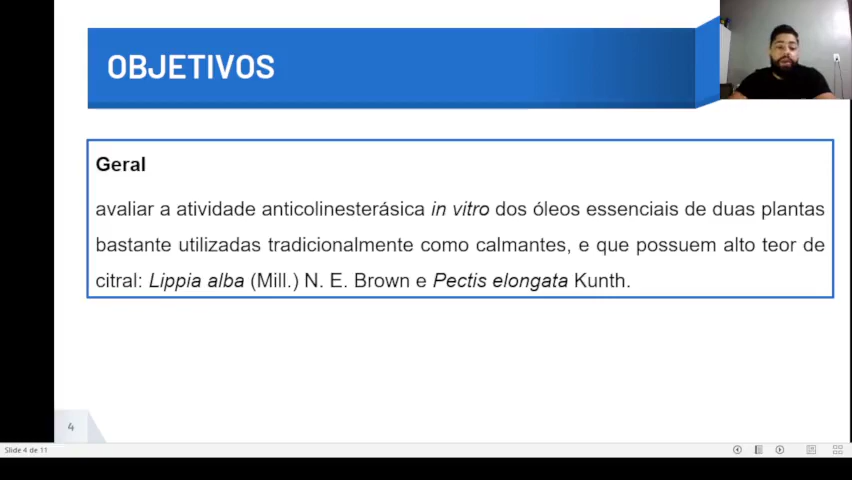 OBJETIVOS
Geral
avaliar a atividade anticolinesterásica in vitro dos óleos essenciais de duas plantas
bastante utilizadas tradicionalmente como calmantes, e que possuem alto teor de
citral: Lippia alba (Mill.) N. E. Brown e Pectis elongata Kunth.
4
Slide 4 de 11